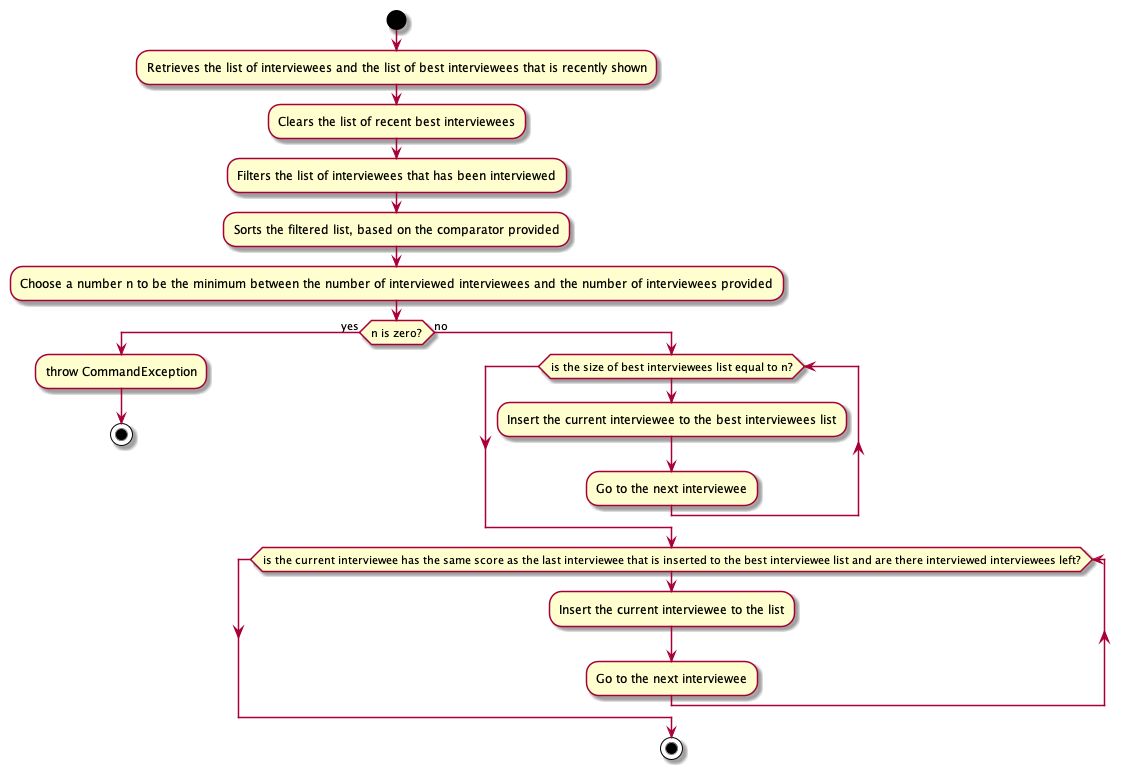 Retrieves the list of interviewees and the list of best interviewees that is recently shown
Clears the list of recent best interviewees
Filters the list of interviewees that has been interviewed
Sorts the filtered list, based on the comparator provided
Choose a number n to be the minimum between the number of interviewed interviewees and the number of interviewees provided
yes
n is zero?
no
throw CommandException
is the size of best interviewees list equal to n?
Insert the current interviewee to the best interviewees list
Go to the next interviewee
is the current interviewee has the same score as the last interviewee that is inserted to the best interviewee list and are there interviewed interviewees left?
Insert the current interviewee to the list
Go to the next interviewee